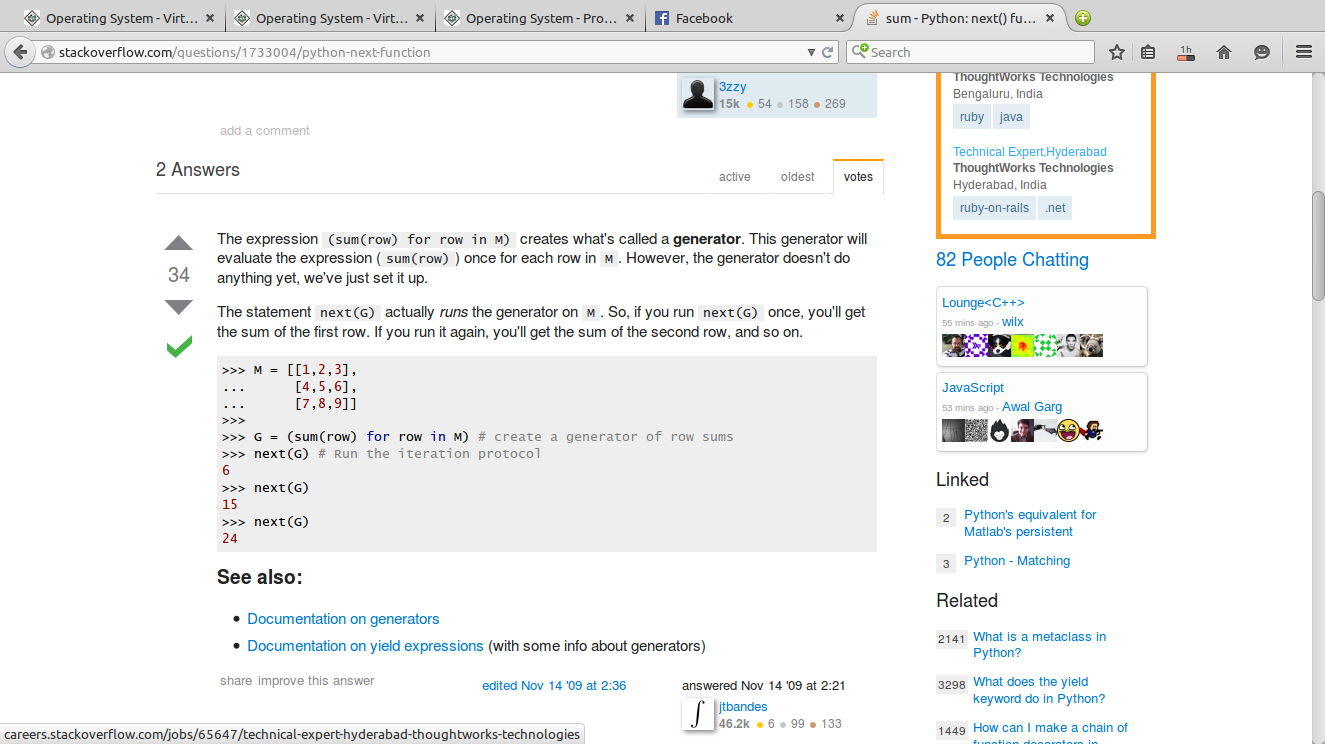 Operating System - Virt...
Operating System - Virt...
Operating System - Pro...
Facebook
sum - Python: next() fu...
stackoverflow.com/questions/1733004/python-next-function
Search
1h
3zzy
15k 54 158 269
add a comment
2 Answers
active oldest votes
The expression (sum(row) for row in M) creates what's called a generator. This generator will
evaluate the expression (sum(row)) once for each row in M. However, the generator doesn't do
anything yet, we've just set it up.
34
The statement next(G) actually runs the generator on M. So, if you run next(G) once, you'll get
the sum of the first row. If you run it again, you'll get the sum of the second row, and so on.
>>> M = [[1,2,3],
...      [4,5,6],
...      [7,8,9]]
>>>
>>> G = (sum(row) for row in M) # create a generator of row sums
>>> next(G) # Run the iteration protocol
6
>>> next(G)
15
>>> next(G)
24
See also:
• Documentation on generators
• Documentation on yield expressions (with some info about generators)
share improve this answer
edited Nov 14 '09 at 2:36
answered Nov 14 '09 at 2:21
jtbandes
46.2k 6 99 133
ThoughtWorks Technologies
Bengaluru, India
ruby java
Technical Expert,Hyderabad
ThoughtWorks Technologies
Hyderabad, India
ruby-on-rails .net
82 People Chatting
Lounge<C++>
55 mins ago - wilx
JavaScript
53 mins ago - Awal Garg
Linked
2 Python's equivalent for
Matlab's persistent
3 Python - Matching
Related
2141 What is a metaclass in
Python?
3298 What does the yield
keyword do in Python?
1449 How can I make a chain of
function decorators in
careers.stackoverflow.com/jobs/65647/technical-expert-hyderabad-thoughtworks-technologies